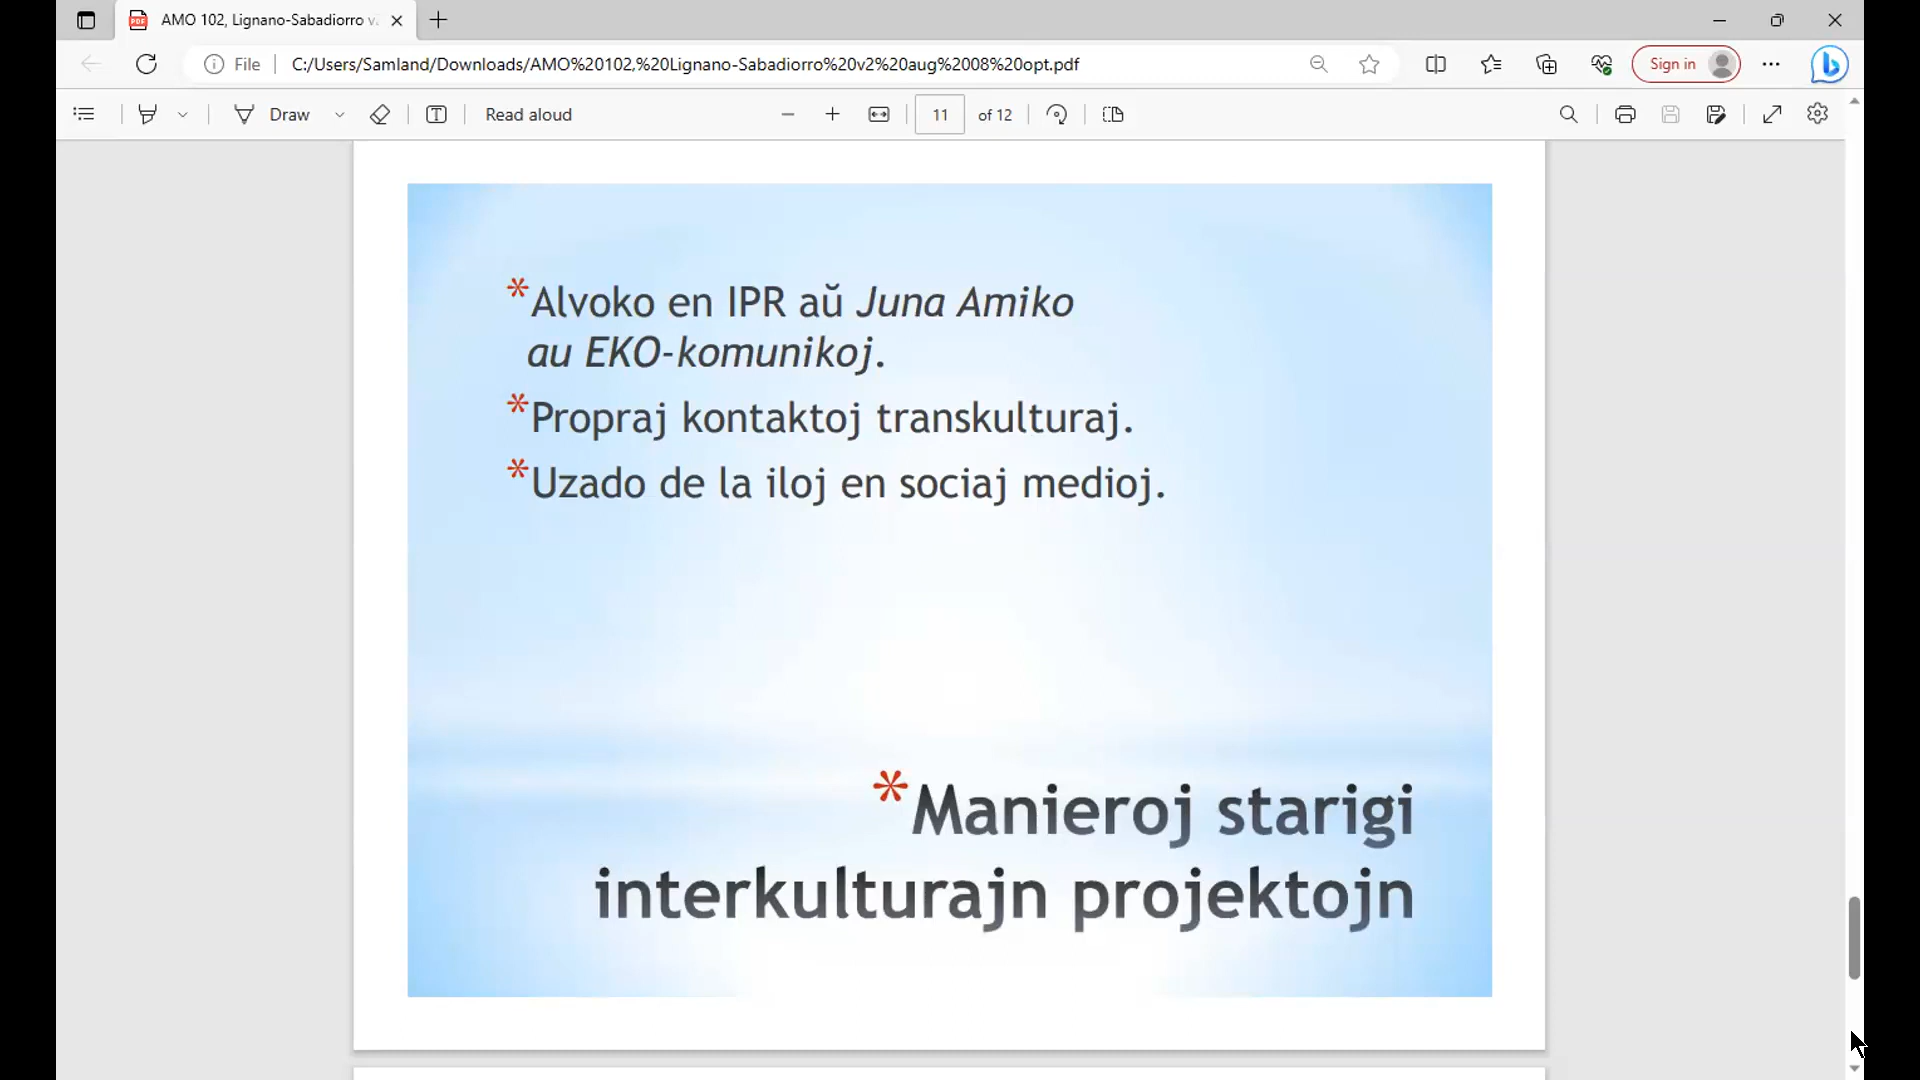 AMO 102, Lignano-Sabadiorro v
File
C:/Users/Samland/Downloads/AMO%20102,%20Lignano-Sabadiorro%20v2%20aug%2008%20opt.pdf
Sign in
Draw
Read aloud
11 of 12
*Alvoko en IPR aŭ Juna Amiko
au EKO-komunikoj.
*Propraj kontaktoj transkulturaj.
*Uzado de la iloj en sociaj medioj.
*Manieroj starigi
interkulturajn projektojn